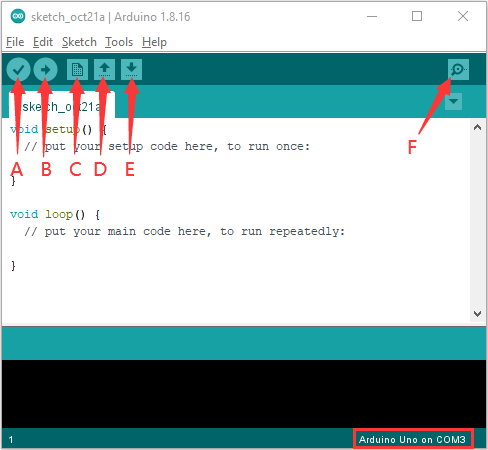 sketch_oct21a | Arduino 1.8.16
File Edit Sketch Tools Help
sketch_oct21a
void setup() {
// put your setup code here, to run once:
A B C D E F
}
void loop() {
// put your main code here, to run repeatedly:
}
1 Arduino Uno on COM3